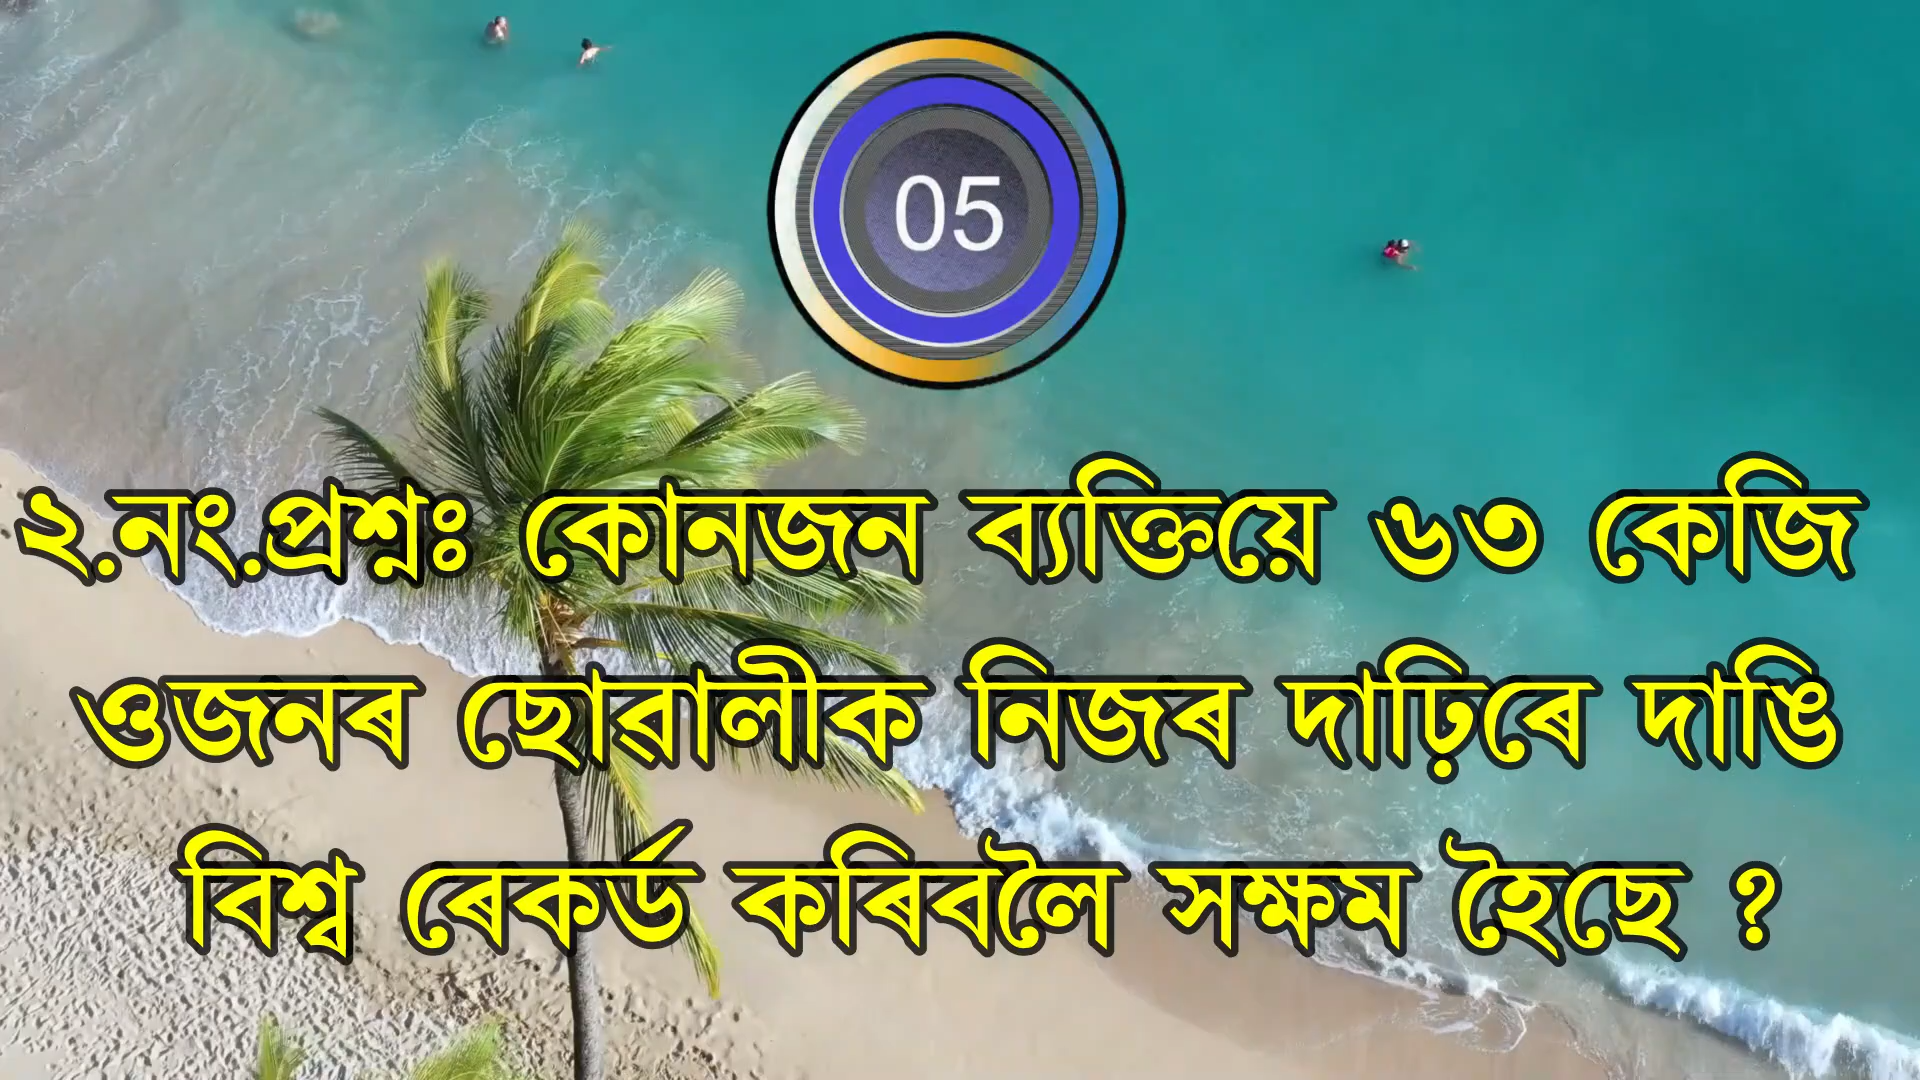 05
২.নং.প্ৰশ্নঃ কোনজন ব্যক্তিয়ে ৬৩ কেজি
ওজনৰ ছোৱালীক নিজৰ দাঢ়িৰে দাঙি
বিশ্ব ৰেকৰ্ড কৰিবলৈ সক্ষম হৈছে ?